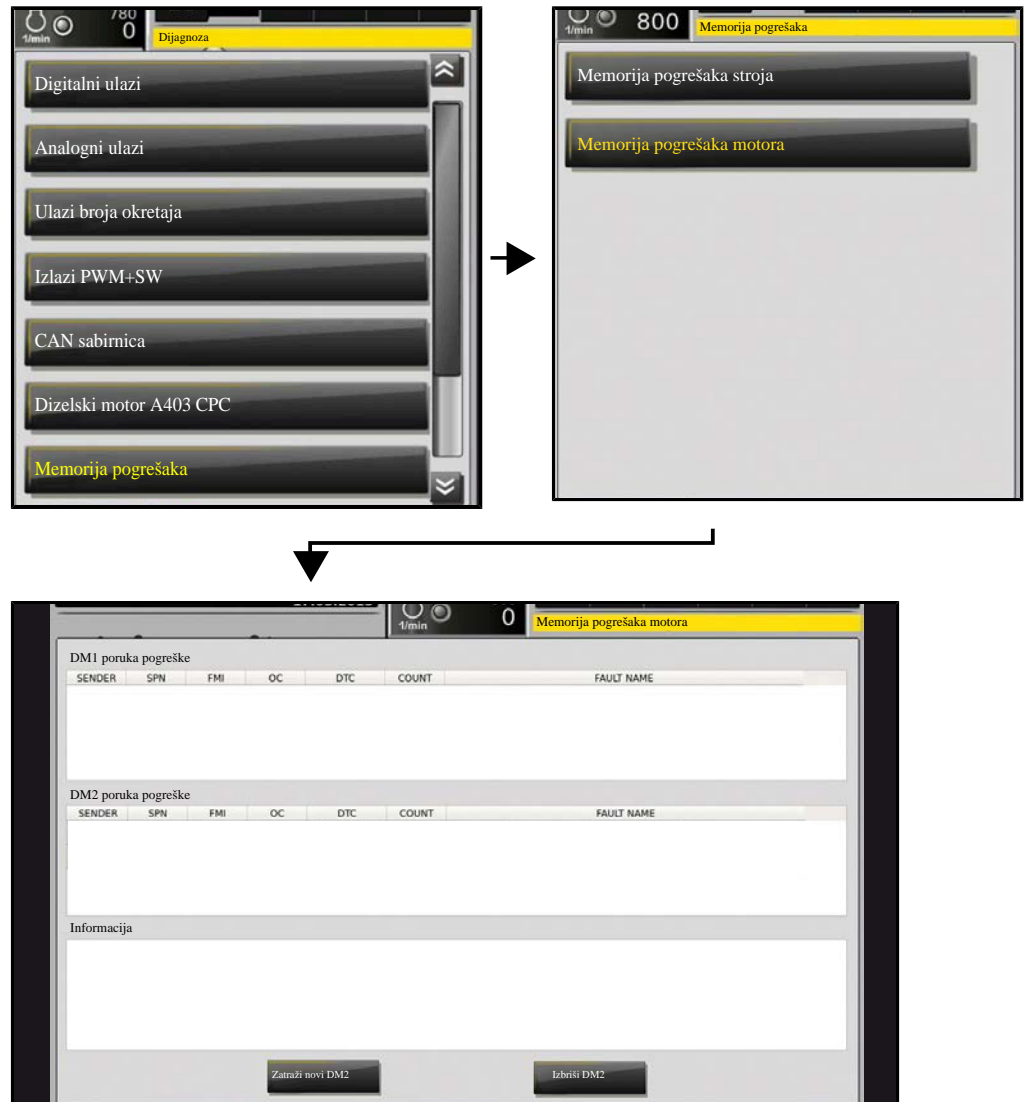 1/min
780
0
Dijagnoza
Digitalni ulazi
Analogni ulazi
Ulazi broja okretaja
Izlazi PWM+SW
CAN sabirnica
Dizelski motor A403 CPC
Memorija pogrešaka
1/min
800
Memorija pogrešaka
Memorija pogrešaka stroja
Memorija pogrešaka motora
1/min
0
Memorija pogrešaka motora
DM1 poruka pogreške
SENDER SPN FMI OC DTC COUNT FAULT NAME
DM2 poruka pogreške
SENDER SPN FMI OC DTC COUNT FAULT NAME
Informacija
Zatraži novi DM2 Izbriši DM2